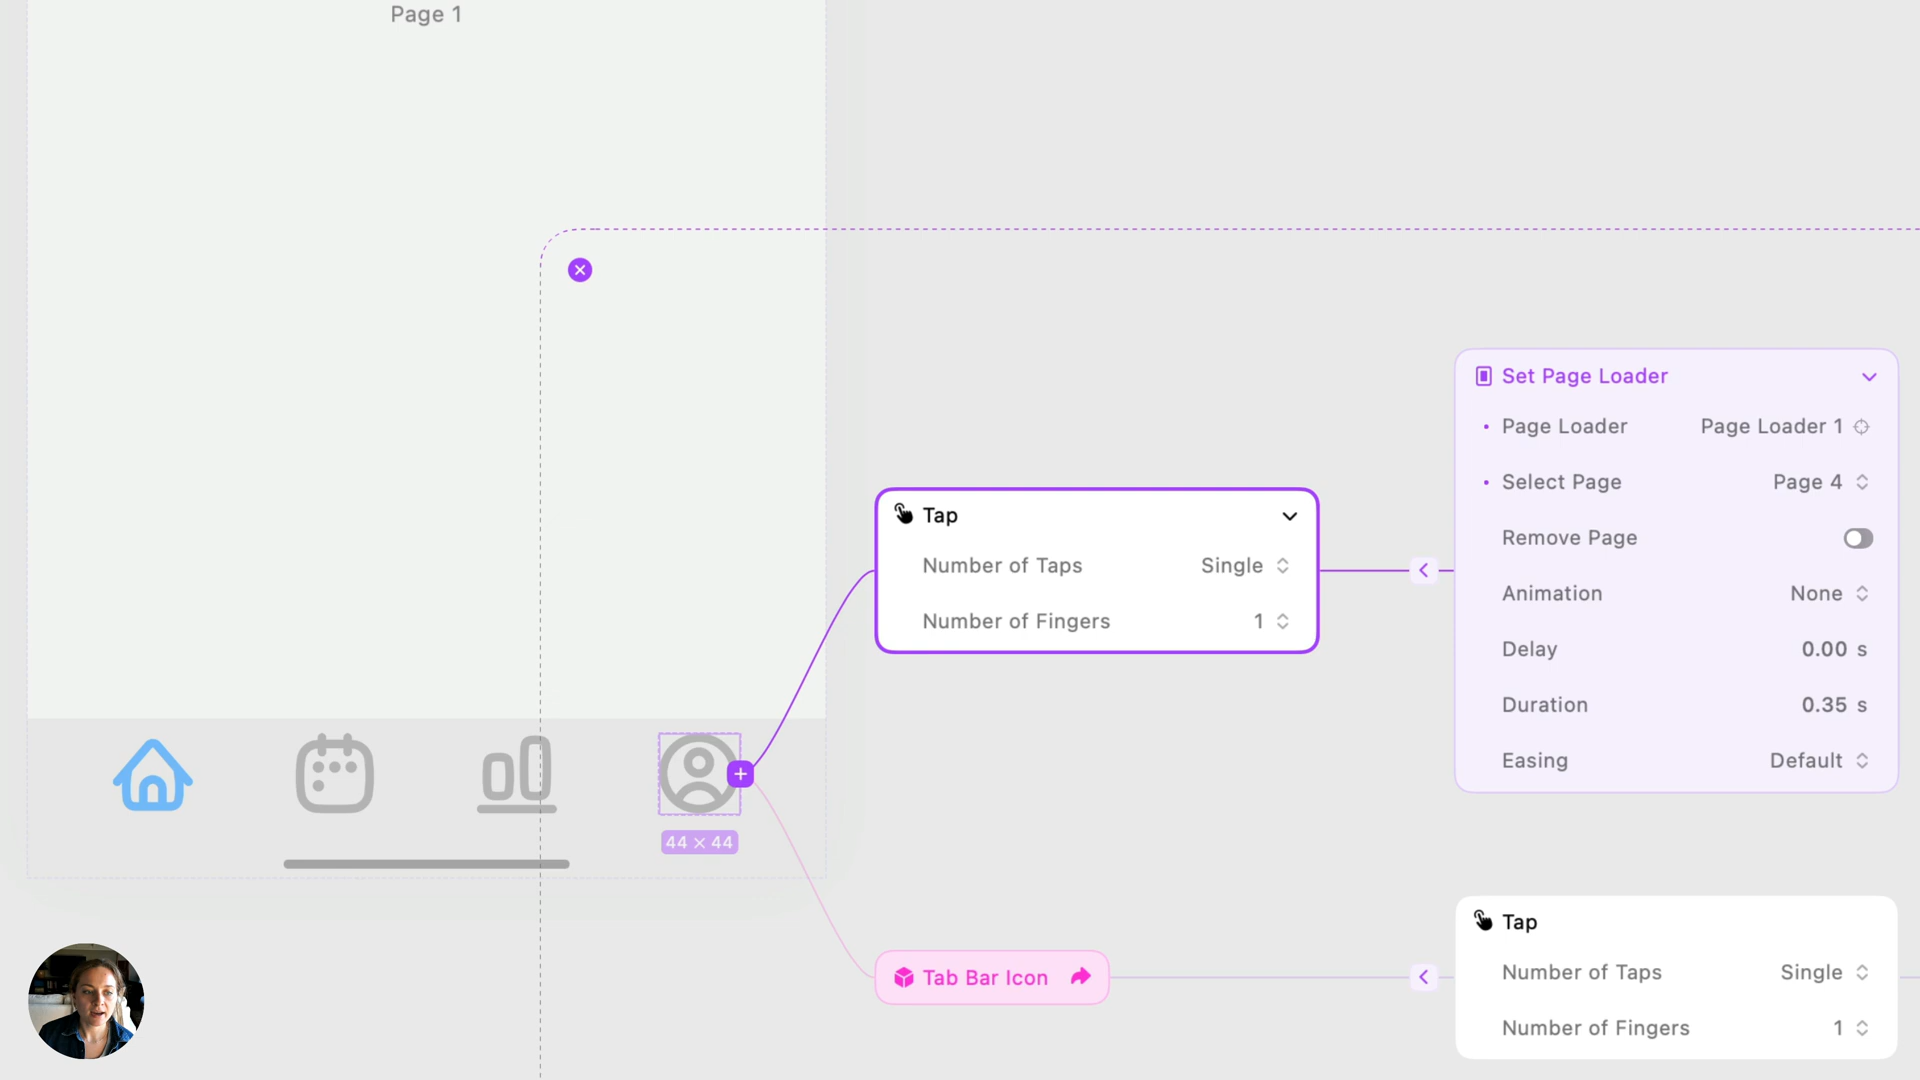 Page 1
Set Page Loader
Page Loader Page Loader 1
Select Page Page 4
Remove Page
Animation None
Delay 0.00 s
Duration 0.35 s
Easing Default
Tap
Number of Taps Single
Number of Fingers 1
44 × 44
Tab Bar Icon
Tap
Number of Taps Single
Number of Fingers 1